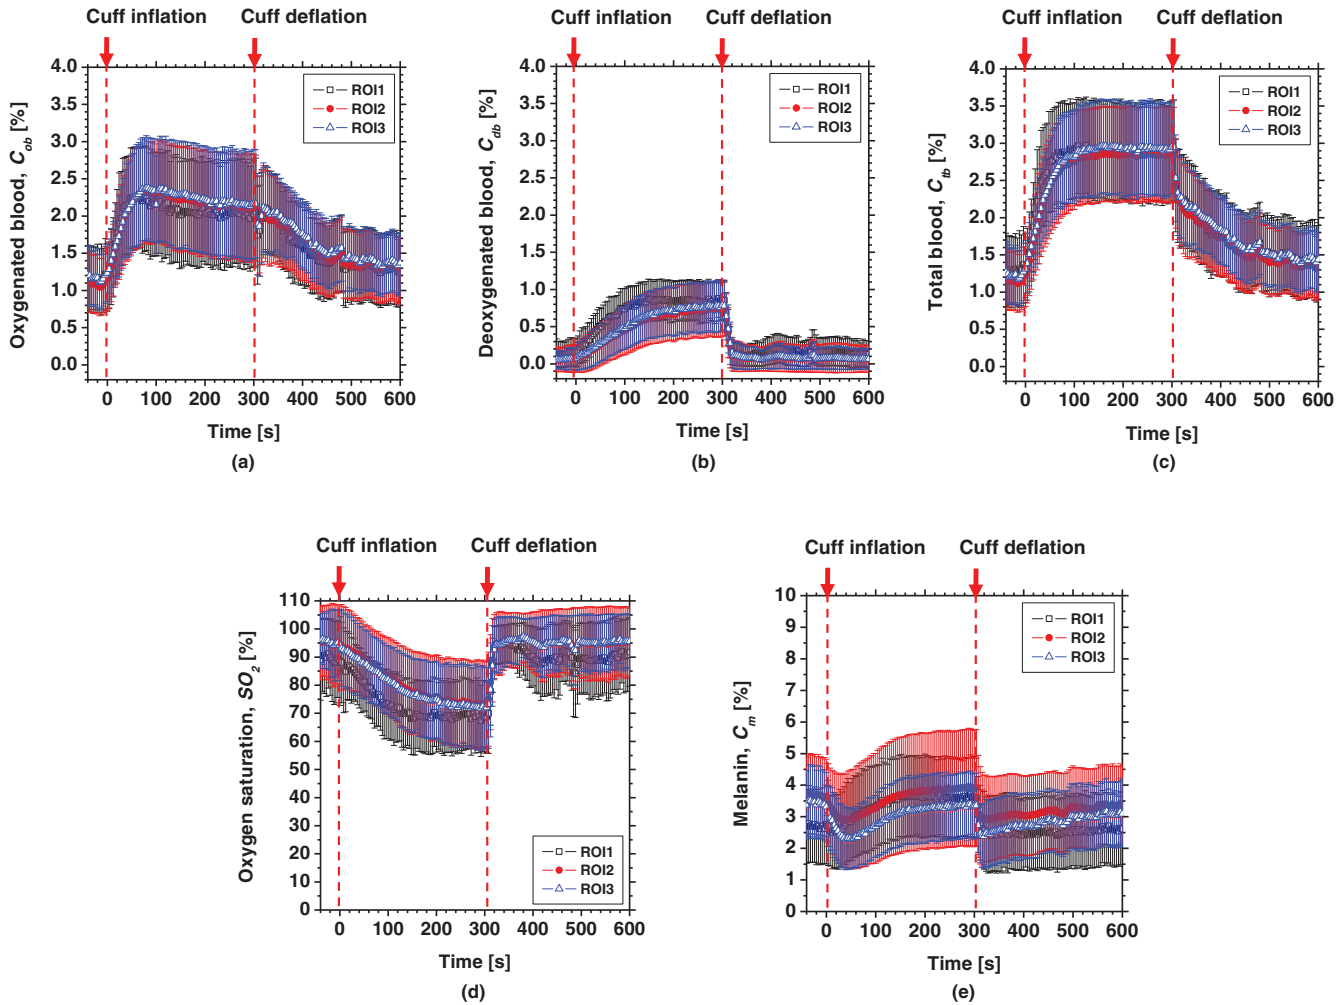 Cuff inflation Cuff deflation
4.0
3.5
3.0
2.5
2.0
1.5
1.0
0.5
0.0
Oxygenated blood, C_ob [%]
ROI1
ROI2
ROI3
0 100 200 300 400 500 600
Time [s]
(a)
Cuff inflation Cuff deflation
4.0
3.5
3.0
2.5
2.0
1.5
1.0
0.5
0.0
Deoxygenated blood, C_db [%]
ROI1
ROI2
ROI3
0 100 200 300 400 500 600
Time [s]
(b)
Cuff inflation Cuff deflation
4.0
3.5
3.0
2.5
2.0
1.5
1.0
0.5
0.0
Total blood, C_tb [%]
ROI1
ROI2
ROI3
0 100 200 300 400 500 600
Time [s]
(c)
Cuff inflation Cuff deflation
110
100
90
80
70
60
50
40
30
20
10
0
Oxygen saturation, SO_2 [%]
ROI1
ROI2
ROI3
0 100 200 300 400 500 600
Time [s]
(d)
Cuff inflation Cuff deflation
10
9
8
7
6
5
4
3
2
1
0
Melanin, C_m [%]
ROI1
ROI2
ROI3
0 100 200 300 400 500 600
Time [s]
(e)